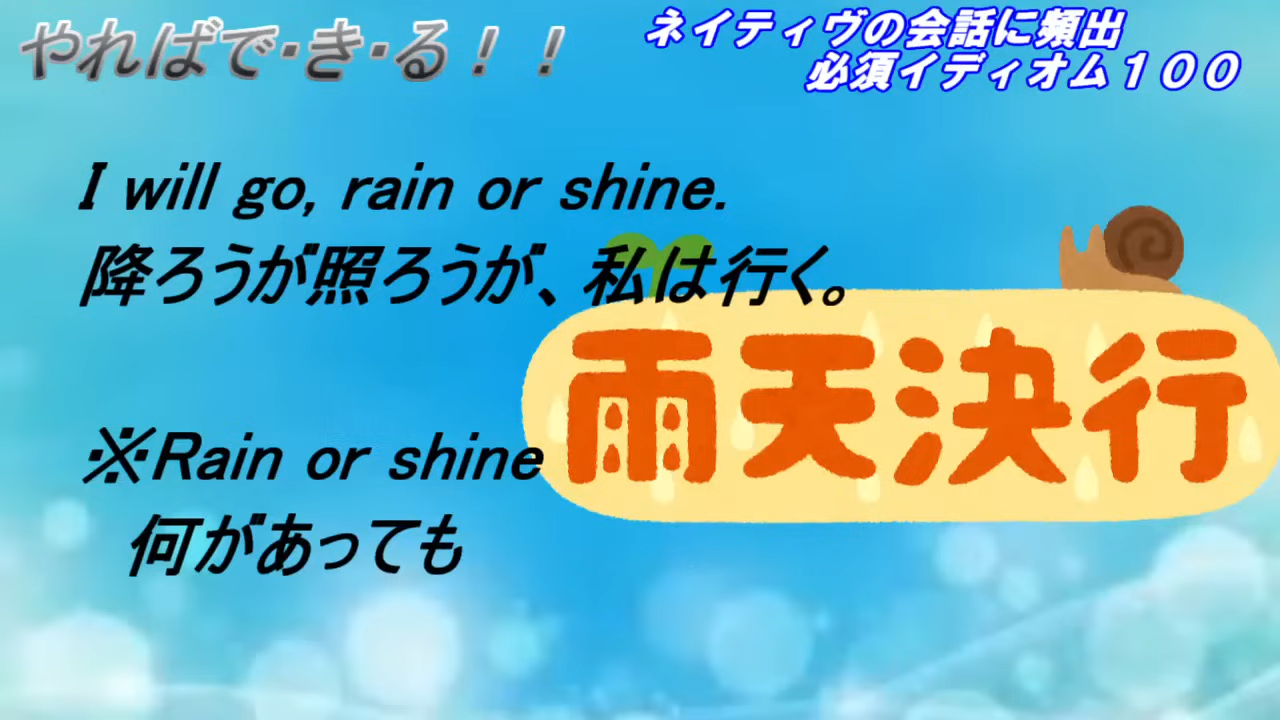 やればで・き・る！！
ネイティヴの会話に頻出
必須イディオム１００
I will go, rain or shine.
降ろうが照ろうが、私は行く。
雨天決行
※Rain or shine
何があっても